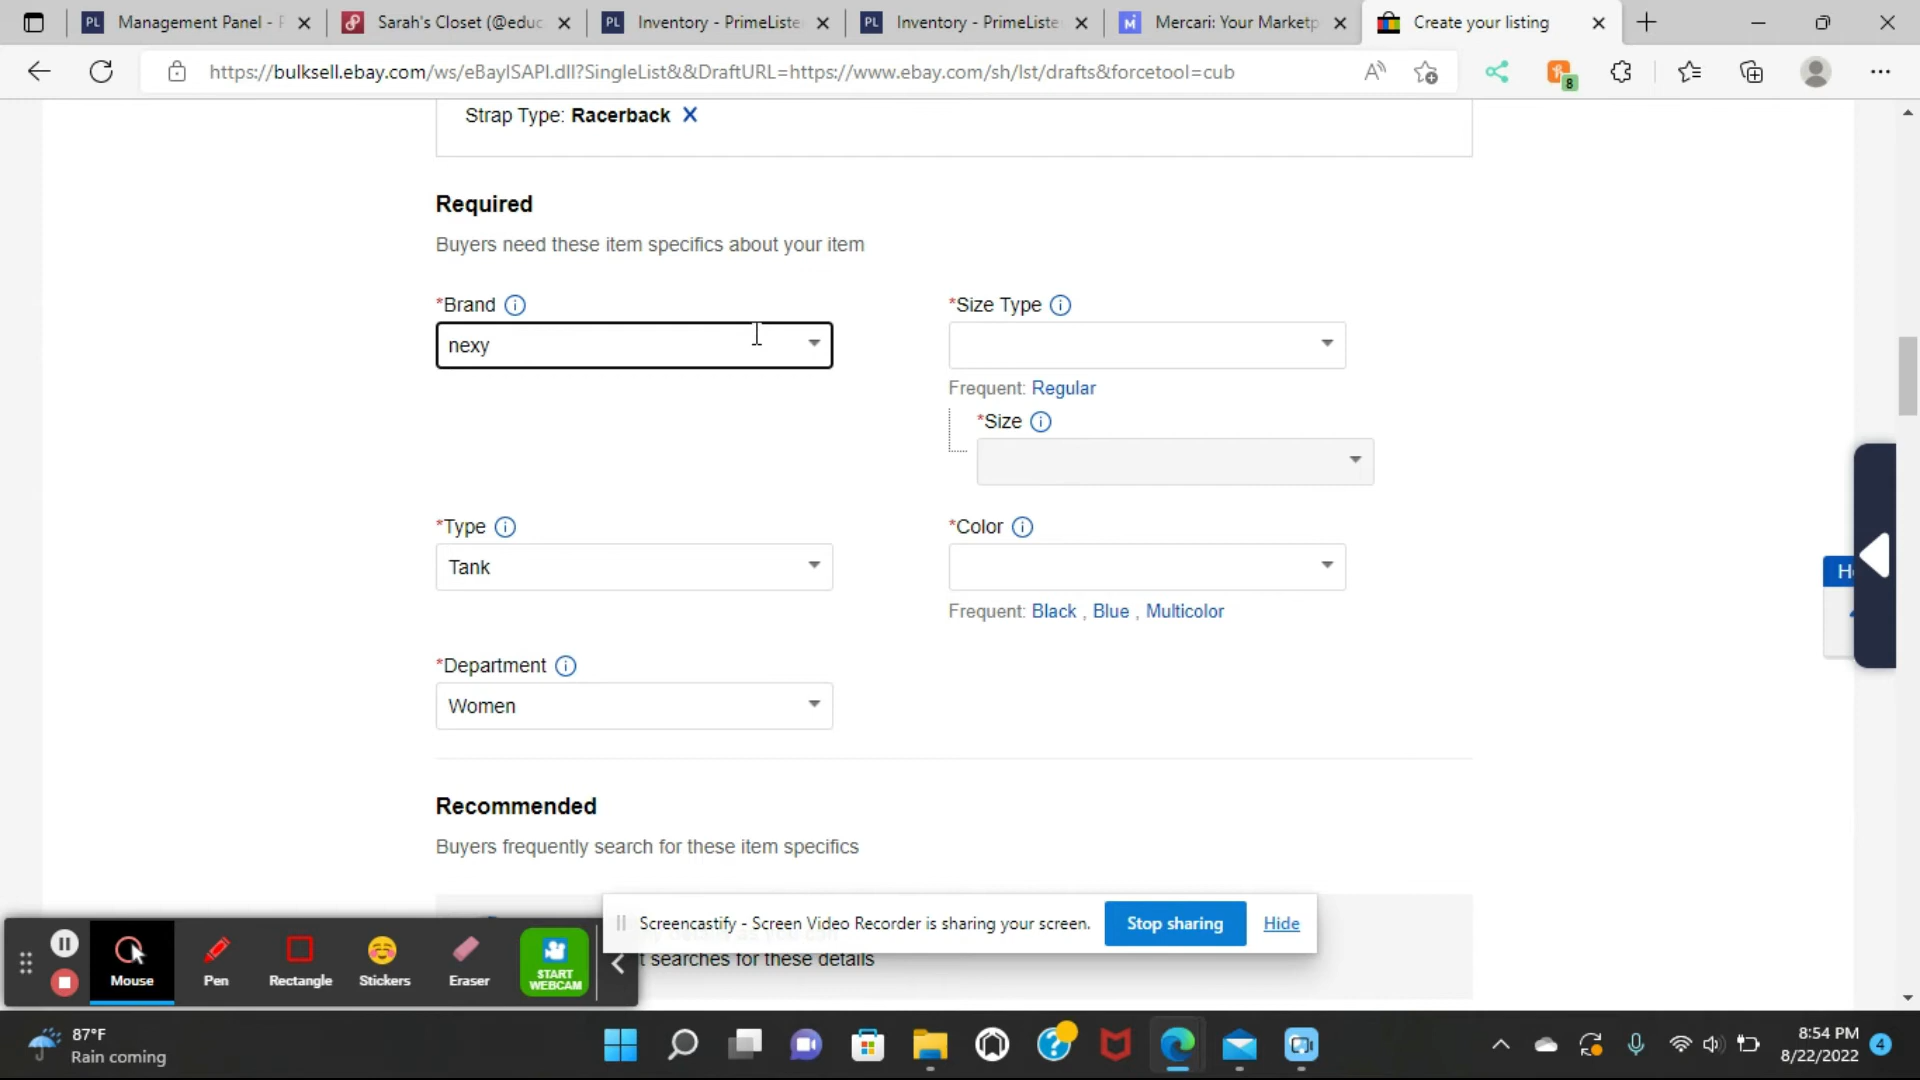 Management Panel - P
Sarah's Closet (@educ
Inventory - PrimeListe
Inventory - PrimeListe
Mercari: Your Marketp
Create your listing
https://bulksell.ebay.com/ws/eBayISAPI.dll?SingleList&&DraftURL=https://www.ebay.com/sh/lst/drafts&forcetool=cub
8
Strap Type: Racerback
Required
Buyers need these item specifics about your item
*Brand
*Size Type
nexy
Frequent: Regular
*Size
*Type
*Color
Tank
Frequent: Black , Blue , Multicolor
*Department
Women
Recommended
Buyers frequently search for these item specifics
Screencastify - Screen Video Recorder is sharing your screen.
Stop sharing
Hide
t searches for these details
Mouse
Pen
Rectangle
Stickers
Eraser
START
WEBCAM
87°F
Rain coming
8:54 PM
8/22/2022
4